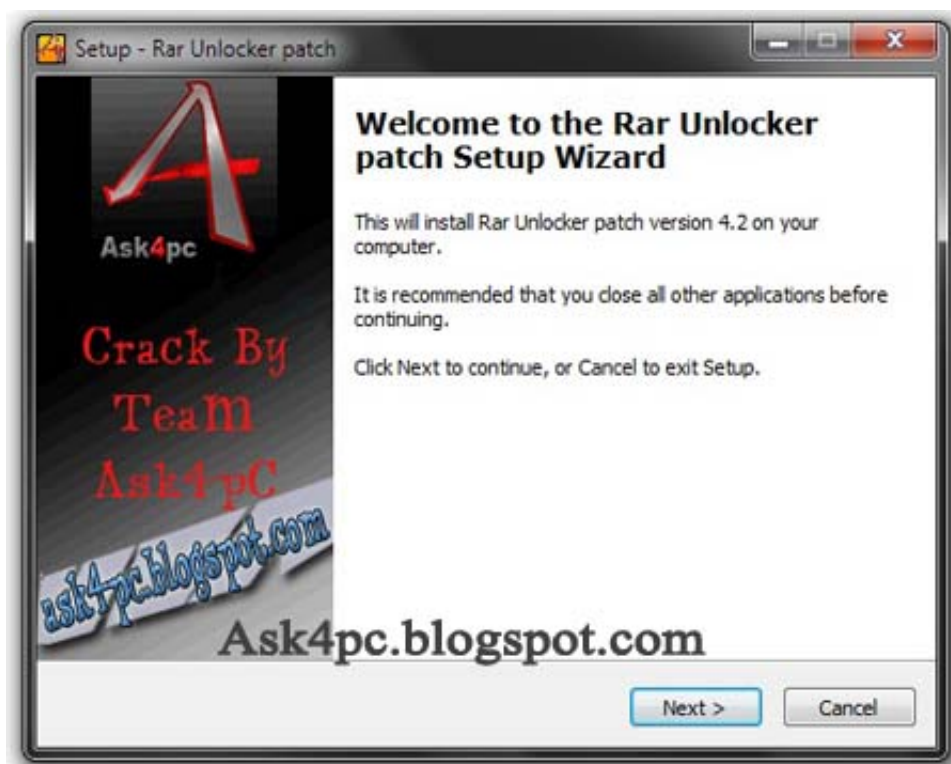 Setup - Rar Unlocker patch
Ask4pc
Crack By
Team
Ask4pC
ask4pc.blogspot.com
Welcome to the Rar Unlocker
patch Setup Wizard
This will install Rar Unlocker patch version 4.2 on your
computer.
It is recommended that you close all other applications before
continuing.
Click Next to continue, or Cancel to exit Setup.
Ask4pc.blogspot.com
Next >
Cancel